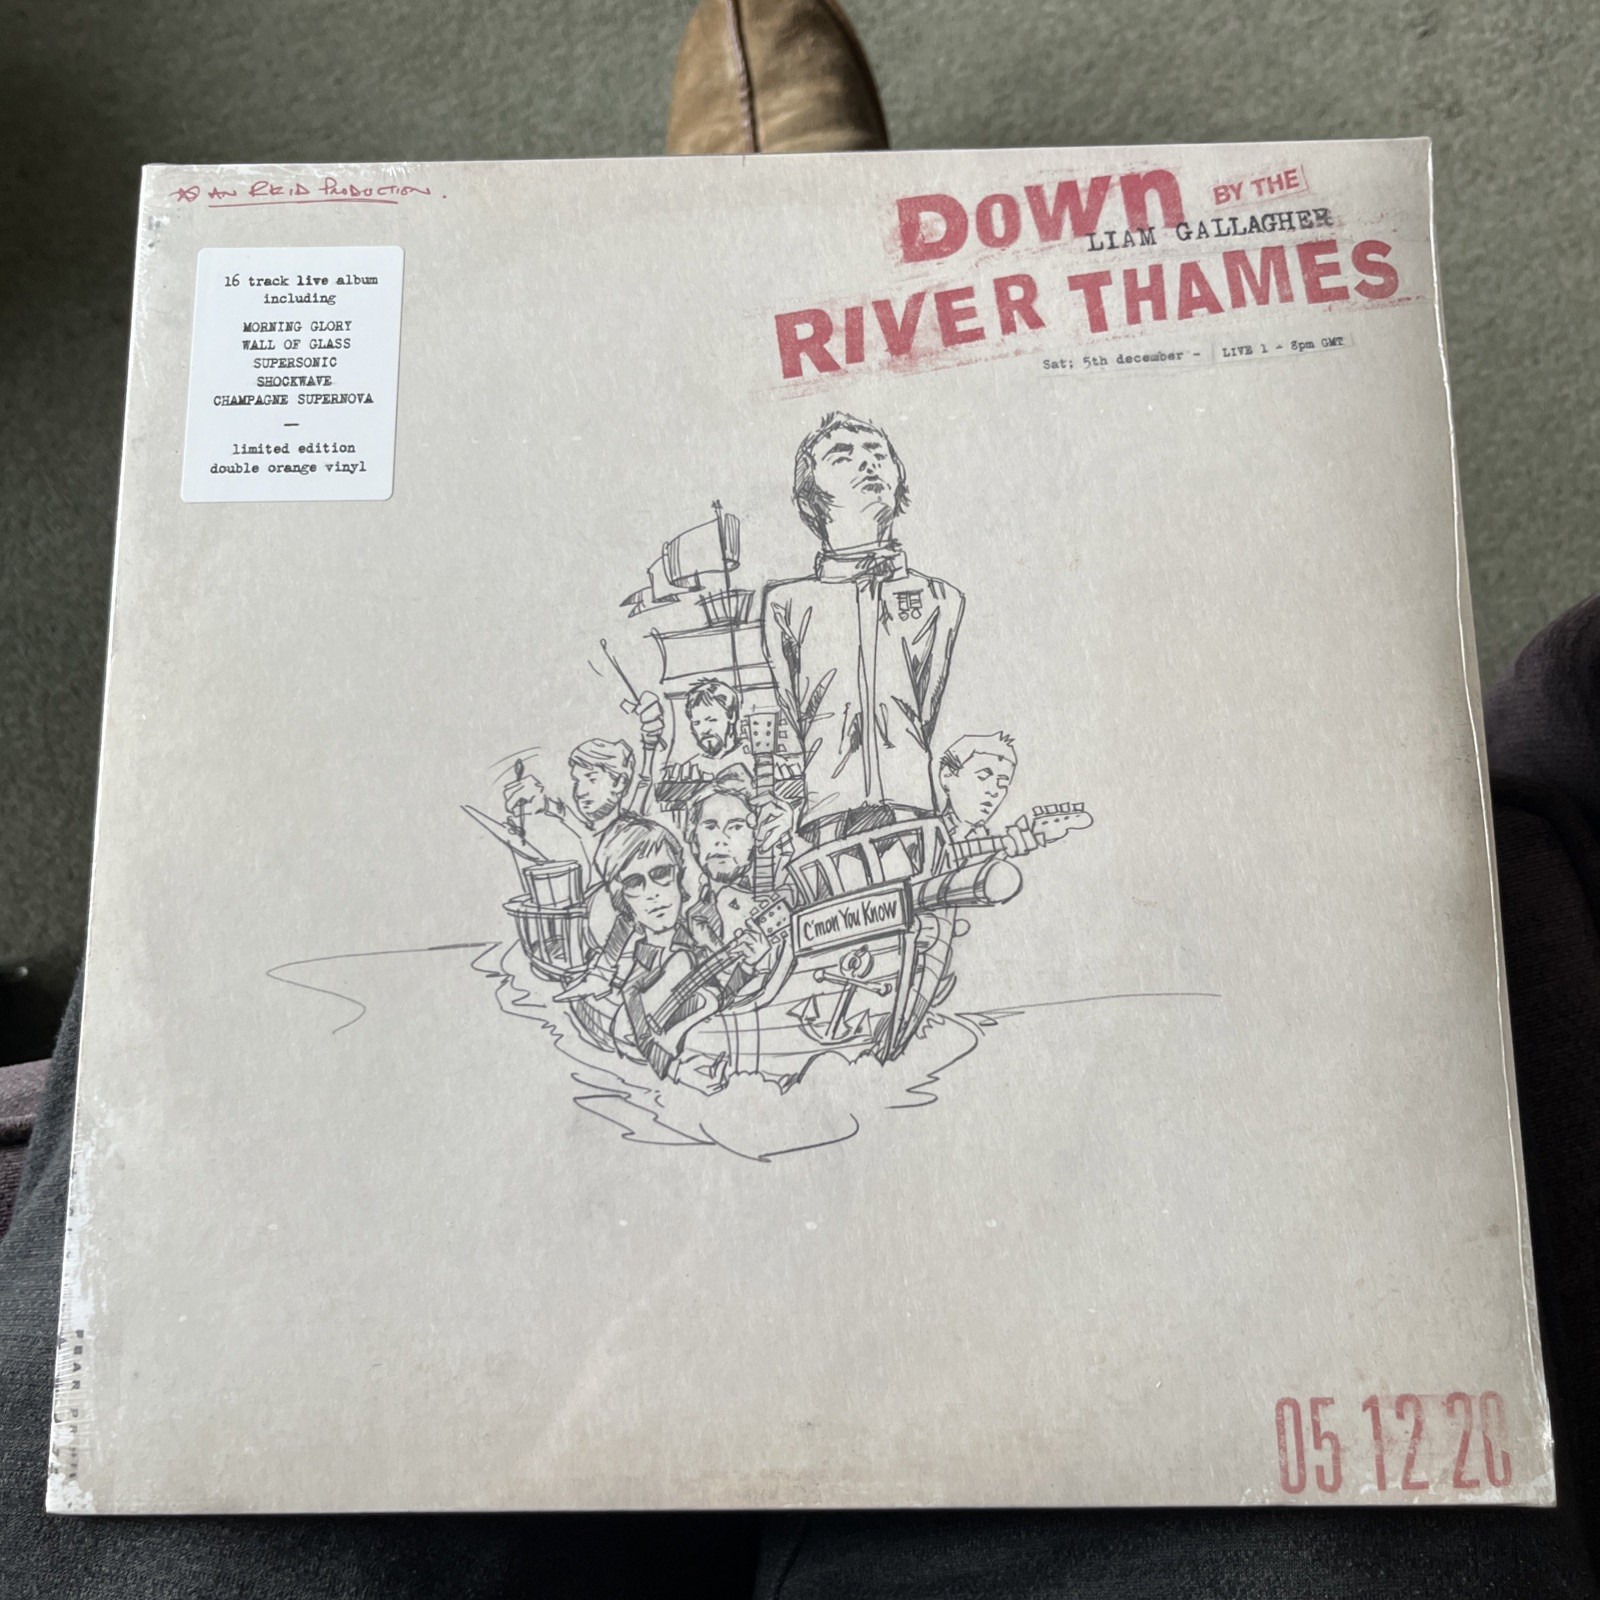 AN RKID PRODUCTION.
DOWN BY THE
LIAM GALLAGHER
RIVER THAMES
Sat; 5th december - LIVE 1 - 8pm GMT
16 track live album
including
MORNING GLORY
WALL OF GLASS
SUPERSONIC
SHOCKWAVE
CHAMPAGNE SUPERNOVA
—
limited edition
double orange vinyl
C'mon You Know
05 12 20